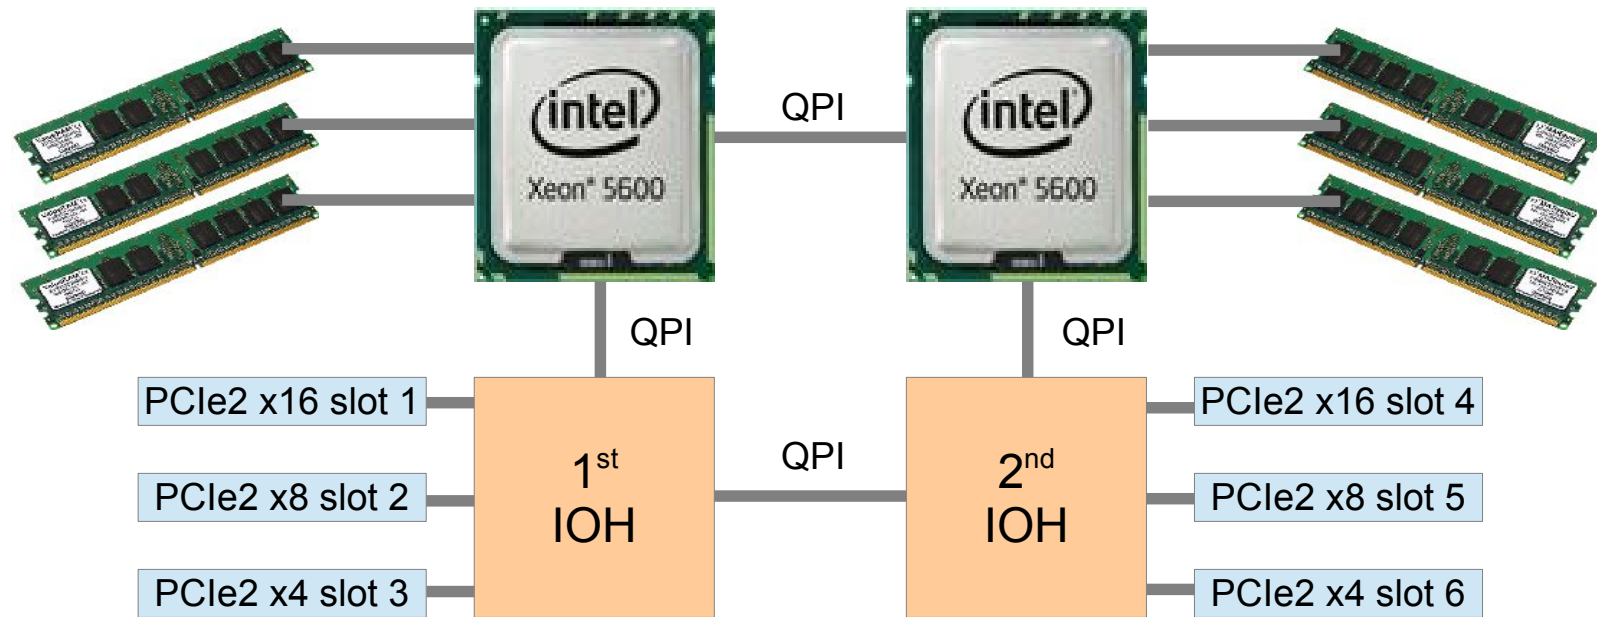 intel
Xeon® 5600
QPI
intel
Xeon® 5600
QPI
QPI
PCIe2 x16 slot 1
PCIe2 x8 slot 2
PCIe2 x4 slot 3
1st
IOH
QPI
2nd
IOH
PCIe2 x16 slot 4
PCIe2 x8 slot 5
PCIe2 x4 slot 6